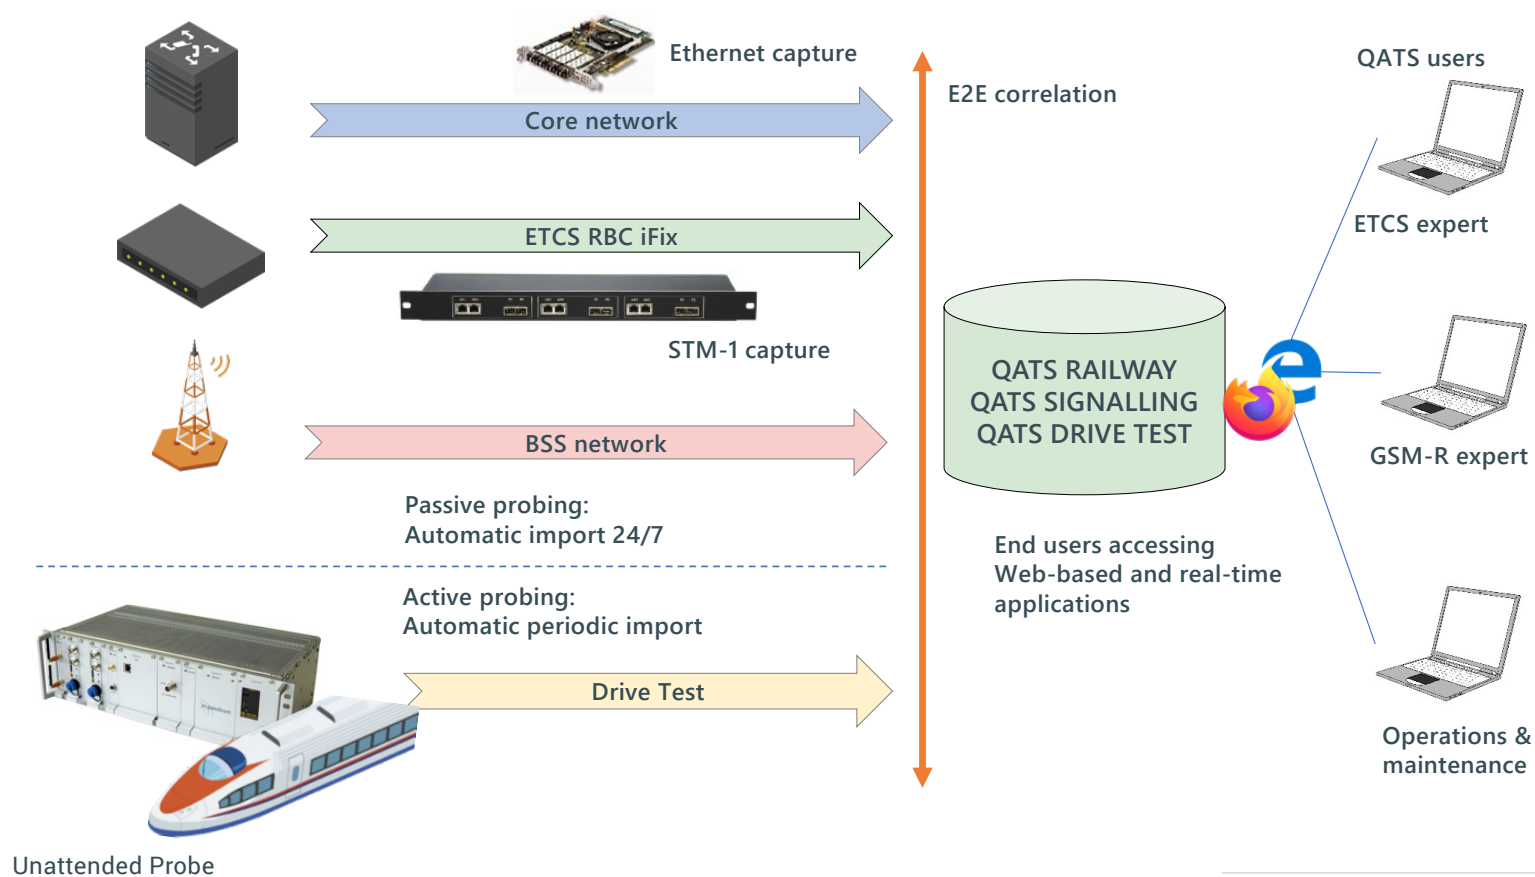 Ethernet capture
QATS users
E2E correlation
Core network
ETCS expert
ETCS RBC iFix
STM-1 capture
QATS RAILWAY
QATS SIGNALLING
QATS DRIVE TEST
BSS network
GSM-R expert
Passive probing:
Automatic import 24/7
End users accessing
Web-based and real-time
applications
Active probing:
Automatic periodic import
Drive Test
Operations &
maintenance
Unattended Probe